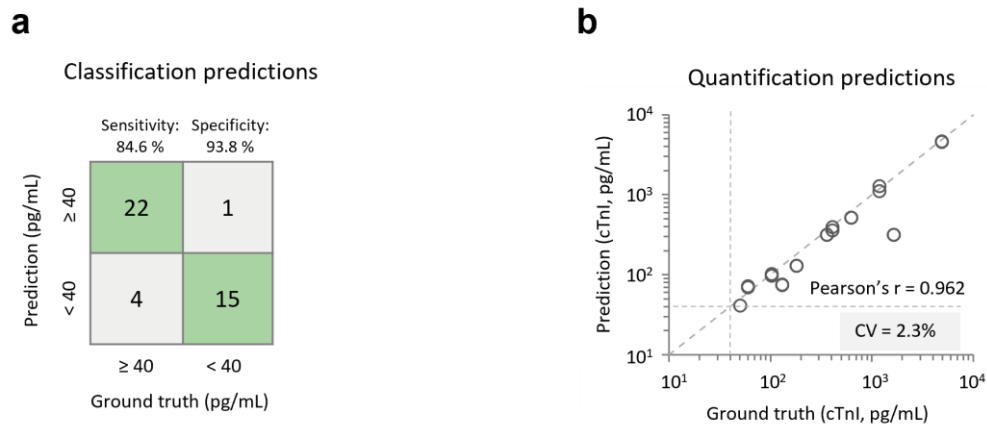 a
Classification predictions
Sensitivity: Specificity:
84.6 % 93.8 %
Prediction (pg/mL)
≥ 40
22 1
< 40
4 15
≥ 40 < 40
Ground truth (pg/mL)
b
Quantification predictions
Prediction (cTnI, pg/mL)
10⁴
10³
10²
10¹
Pearson's r = 0.962
CV = 2.3%
10¹ 10² 10³ 10⁴
Ground truth (cTnI, pg/mL)